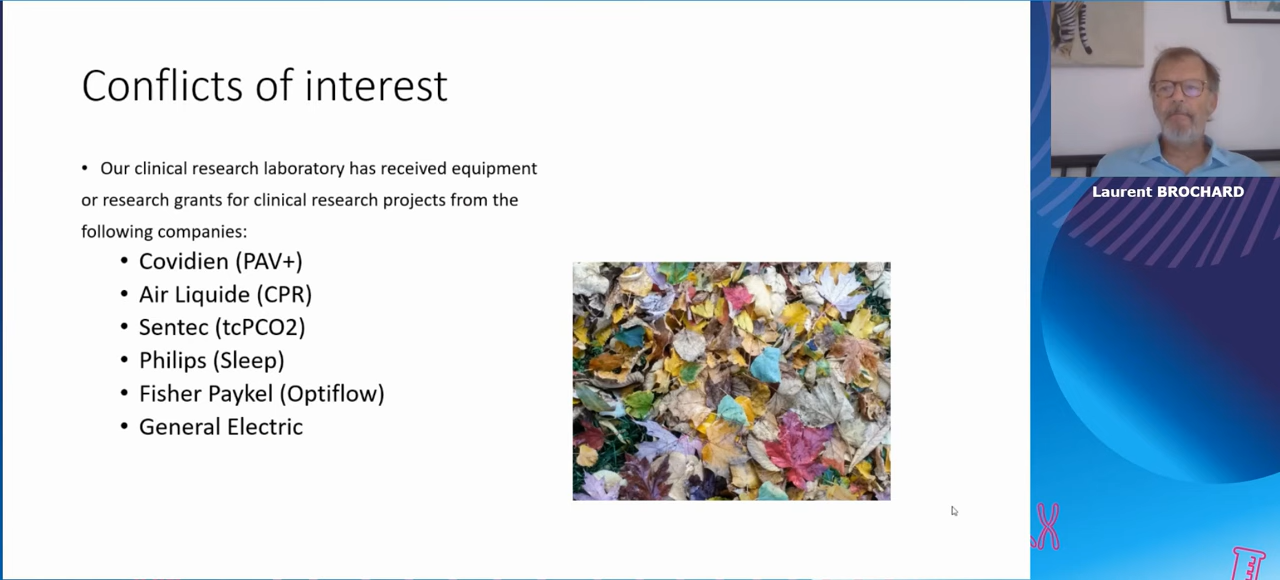 Conflicts of interest
• Our clinical research laboratory has received equipment
or research grants for clinical research projects from the
following companies:
• Covidien (PAV+)
• Air Liquide (CPR)
• Sentec (tcPCO2)
• Philips (Sleep)
• Fisher Paykel (Optiflow)
• General Electric
Laurent BROCHARD